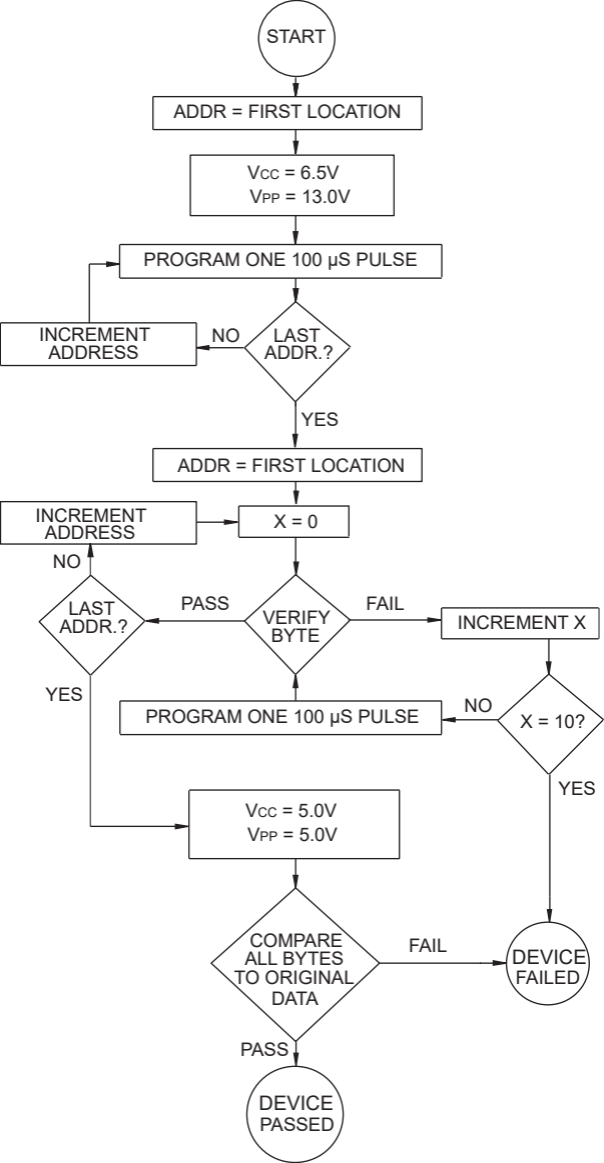 START
ADDR = FIRST LOCATION
VCC = 6.5V
VPP = 13.0V
PROGRAM ONE 100 µS PULSE
INCREMENT
ADDRESS
NO
LAST
ADDR.?
YES
ADDR = FIRST LOCATION
INCREMENT
ADDRESS
X = 0
NO
LAST
ADDR.?
PASS
VERIFY
BYTE
FAIL
INCREMENT X
YES
PROGRAM ONE 100 µS PULSE
NO
X = 10?
YES
VCC = 5.0V
VPP = 5.0V
COMPARE
ALL BYTES
TO ORIGINAL
DATA
FAIL
DEVICE
FAILED
PASS
DEVICE
PASSED